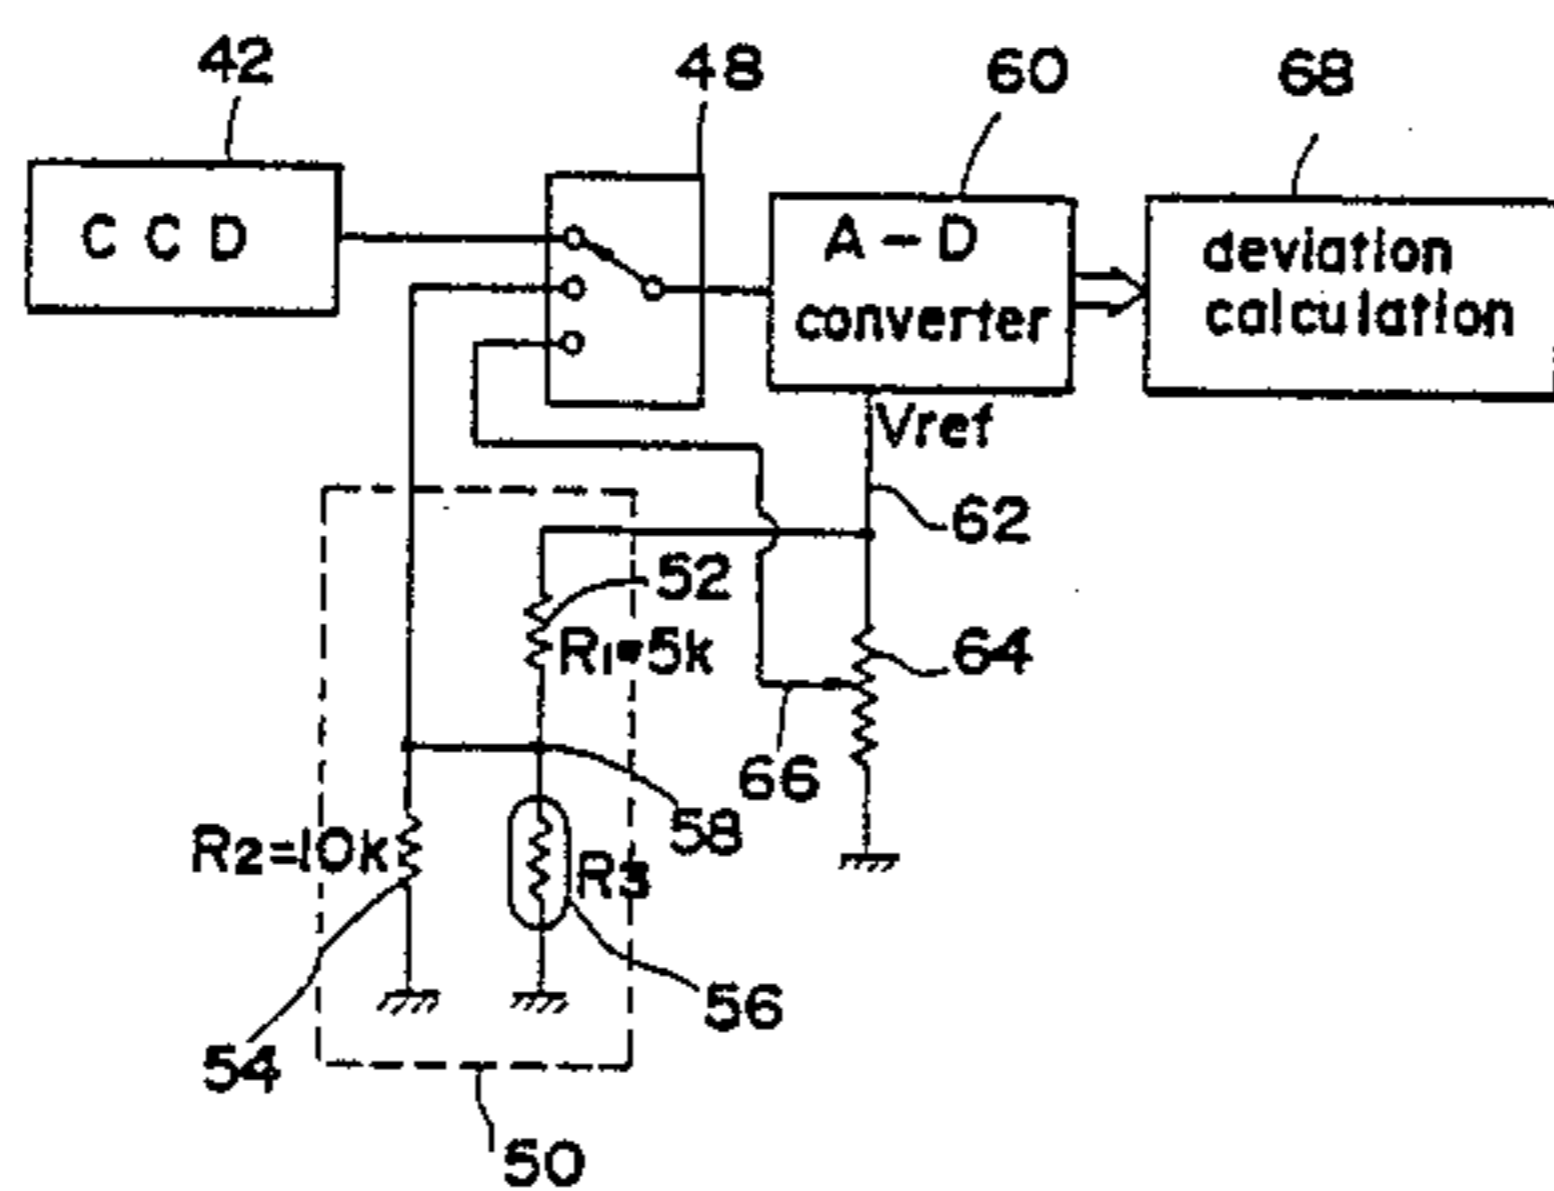 42
48
60
68
CCD
A-D
converter
deviation
calculation
Vref
62
52
R1=5k
64
66
58
R2=10k
R3
56
54
50